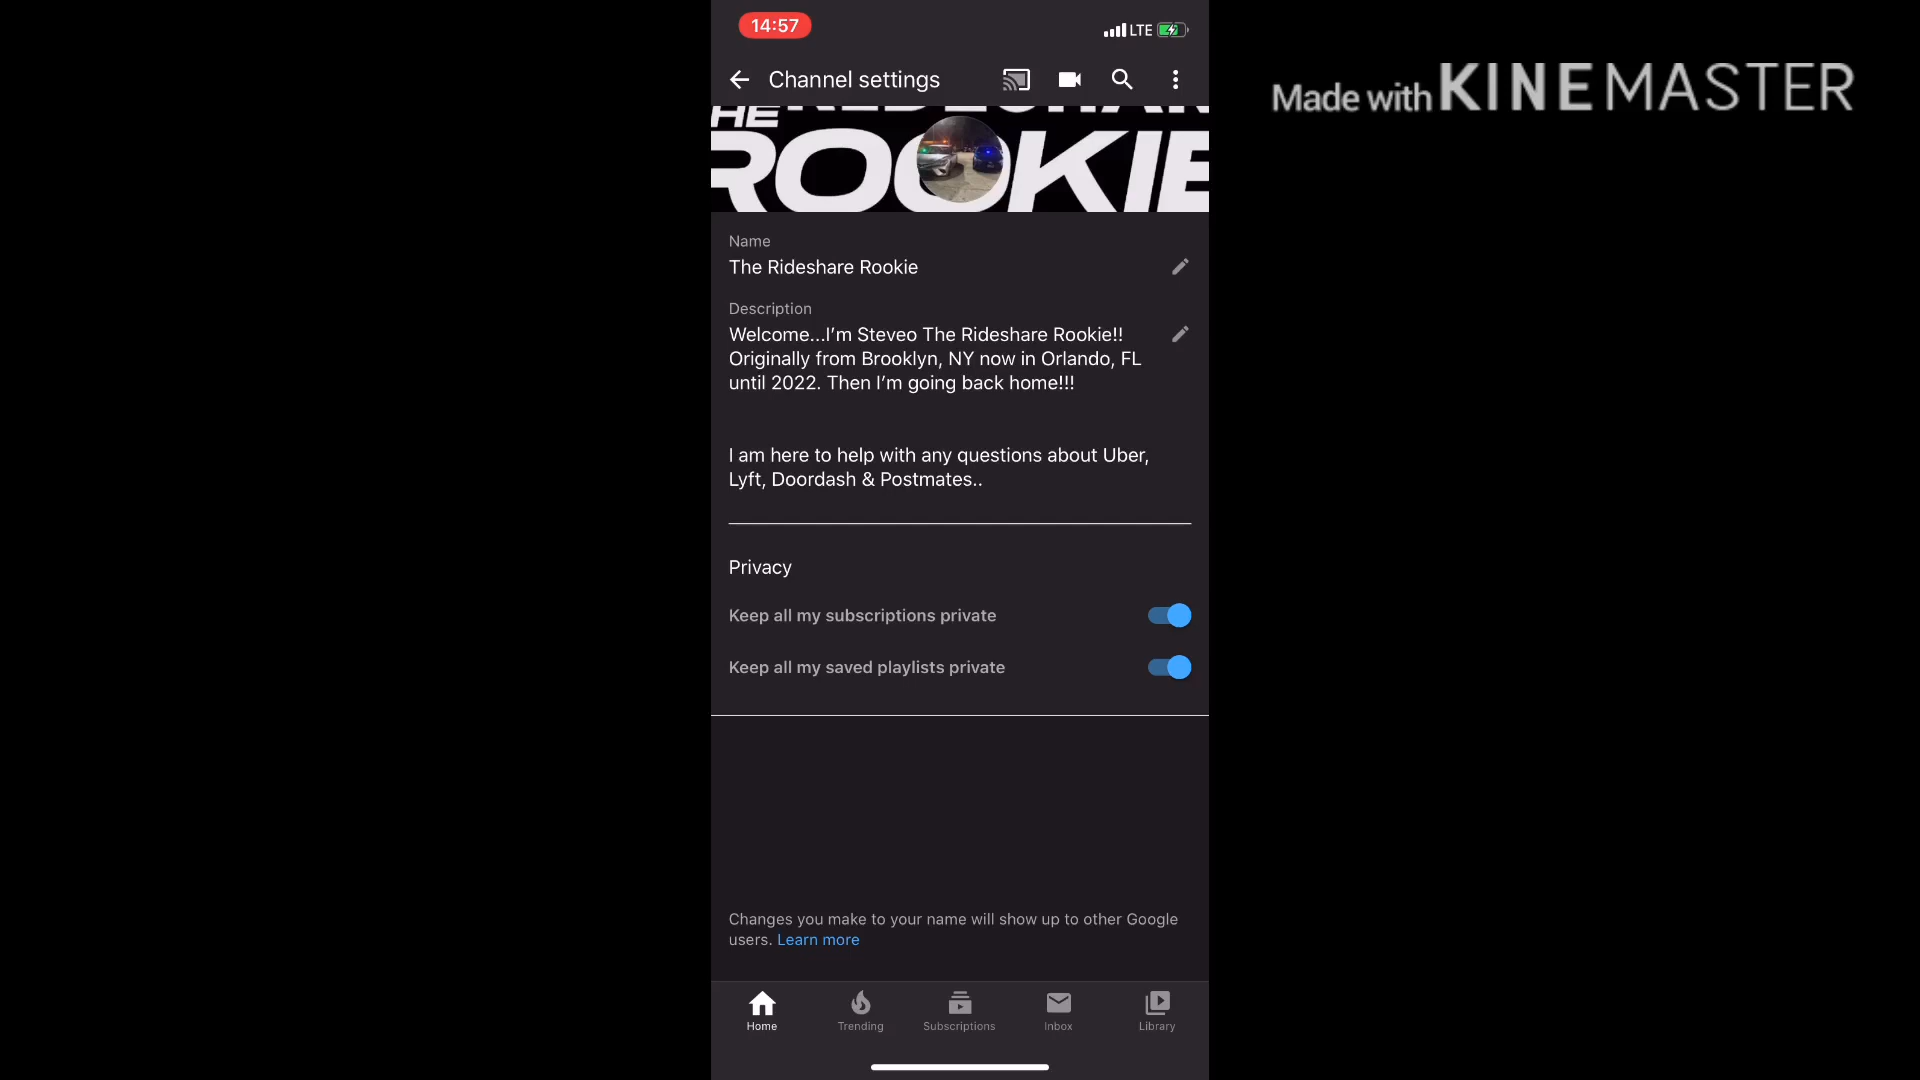 14:57
LTE
Made with KINEMASTER
Channel settings
THE RIDESHARE
ROOKIE
Name
The Rideshare Rookie
Description
Welcome...I'm Steveo The Rideshare Rookie!!
Originally from Brooklyn, NY now in Orlando, FL
until 2022. Then I'm going back home!!!
I am here to help with any questions about Uber,
Lyft, Doordash & Postmates..
Privacy
Keep all my subscriptions private
Keep all my saved playlists private
Changes you make to your name will show up to other Google
users. Learn more
Home
Trending
Subscriptions
Inbox
Library